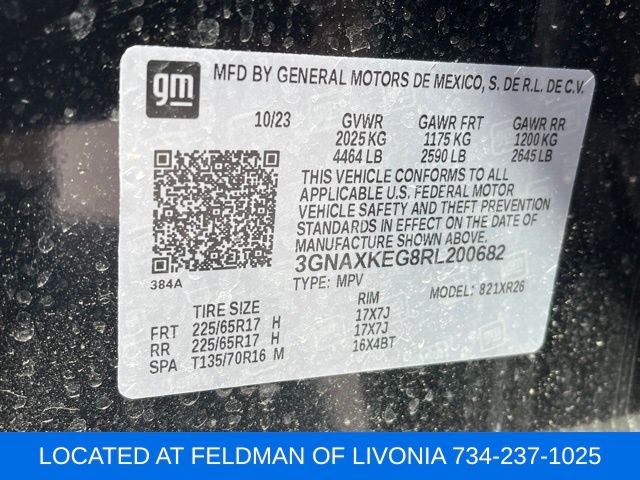 gm
MFD BY GENERAL MOTORS DE MEXICO, S. DE R.L. DE C.V.
10/23 GVWR GAWR FRT GAWR RR
2025 KG 1175 KG 1200 KG
4464 LB 2590 LB 2645 LB
THIS VEHICLE CONFORMS TO ALL
APPLICABLE U.S. FEDERAL MOTOR
VEHICLE SAFETY AND THEFT PREVENTION
STANDARDS IN EFFECT ON THE DATE OF
MANUFACTURE SHOWN ABOVE.
3GNAXKEG8RL200682
384A
TYPE: MPV MODEL: 821XR26
TIRE SIZE RIM
FRT 225/65R17 H 17X7J
RR 225/65R17 H 17X7J
SPA T135/70R16 M 16X4BT
LOCATED AT FELDMAN OF LIVONIA 734-237-1025